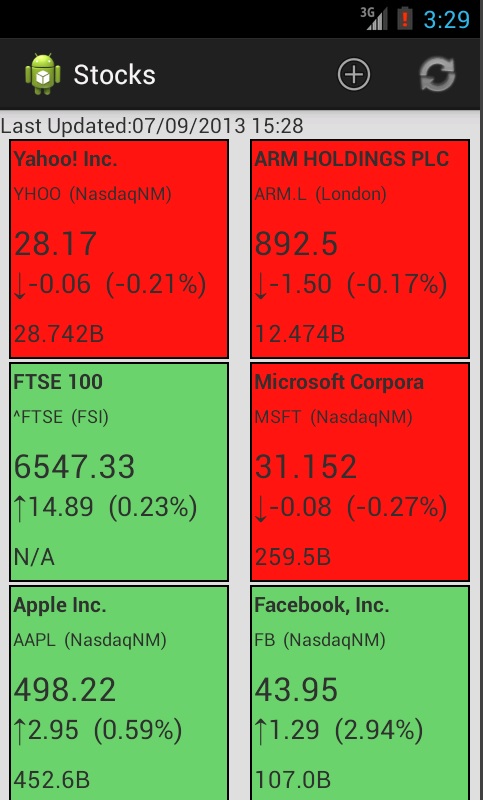 3G 3:29
Stocks
Last Updated:07/09/2013 15:28
Yahoo! Inc.
YHOO (NasdaqNM)
28.17
↓-0.06 (-0.21%)
28.742B
ARM HOLDINGS PLC
ARM.L (London)
892.5
↓-1.50 (-0.17%)
12.474B
FTSE 100
^FTSE (FSI)
6547.33
↑14.89 (0.23%)
N/A
Microsoft Corpora
MSFT (NasdaqNM)
31.152
↓-0.08 (-0.27%)
259.5B
Apple Inc.
AAPL (NasdaqNM)
498.22
↑2.95 (0.59%)
452.6B
Facebook, Inc.
FB (NasdaqNM)
43.95
↑1.29 (2.94%)
107.0B